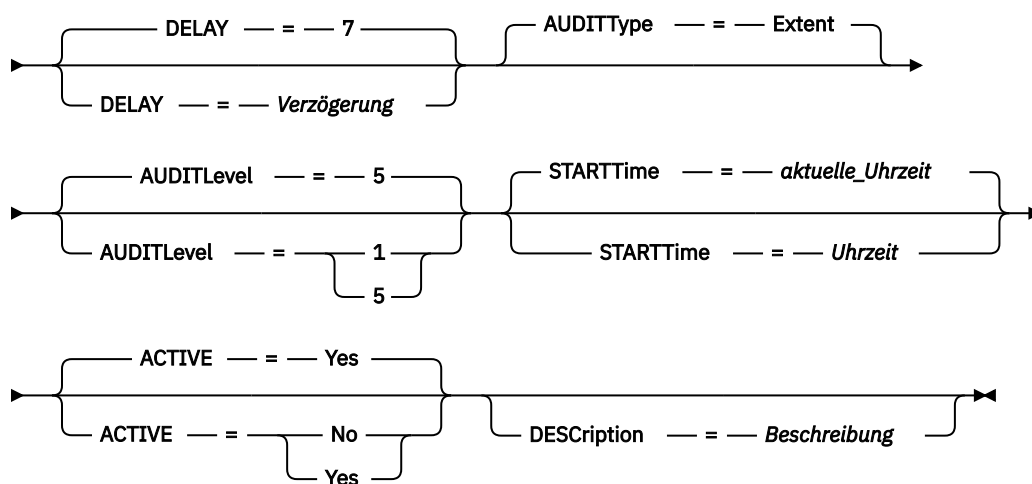 DELAY = 7
DELAY = Verzögerung
AUDITType = Extent
AUDITLevel = 5
AUDITLevel = 1
5
STARTTime = aktuelle_Uhrzeit
STARTTime = Uhrzeit
ACTIVE = Yes
ACTIVE = No
Yes
DESCription = Beschreibung